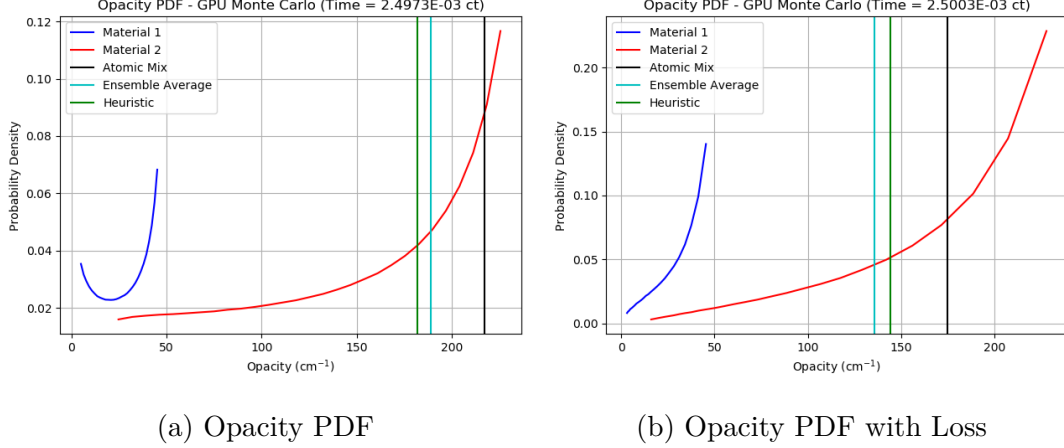 Opacity PDF - GPU Monte Carlo (Time = 2.4973E-03 ct)
0.12
0.10
0.08
0.06
0.04
0.02
Probability Density
Material 1
Material 2
Atomic Mix
Ensemble Average
Heuristic
0 50 100 150 200
Opacity (cm⁻¹)
(a) Opacity PDF
Opacity PDF - GPU Monte Carlo (Time = 2.5003E-03 ct)
0.20
0.15
0.10
0.05
0.00
Probability Density
Material 1
Material 2
Atomic Mix
Ensemble Average
Heuristic
0 50 100 150 200
Opacity (cm⁻¹)
(b) Opacity PDF with Loss